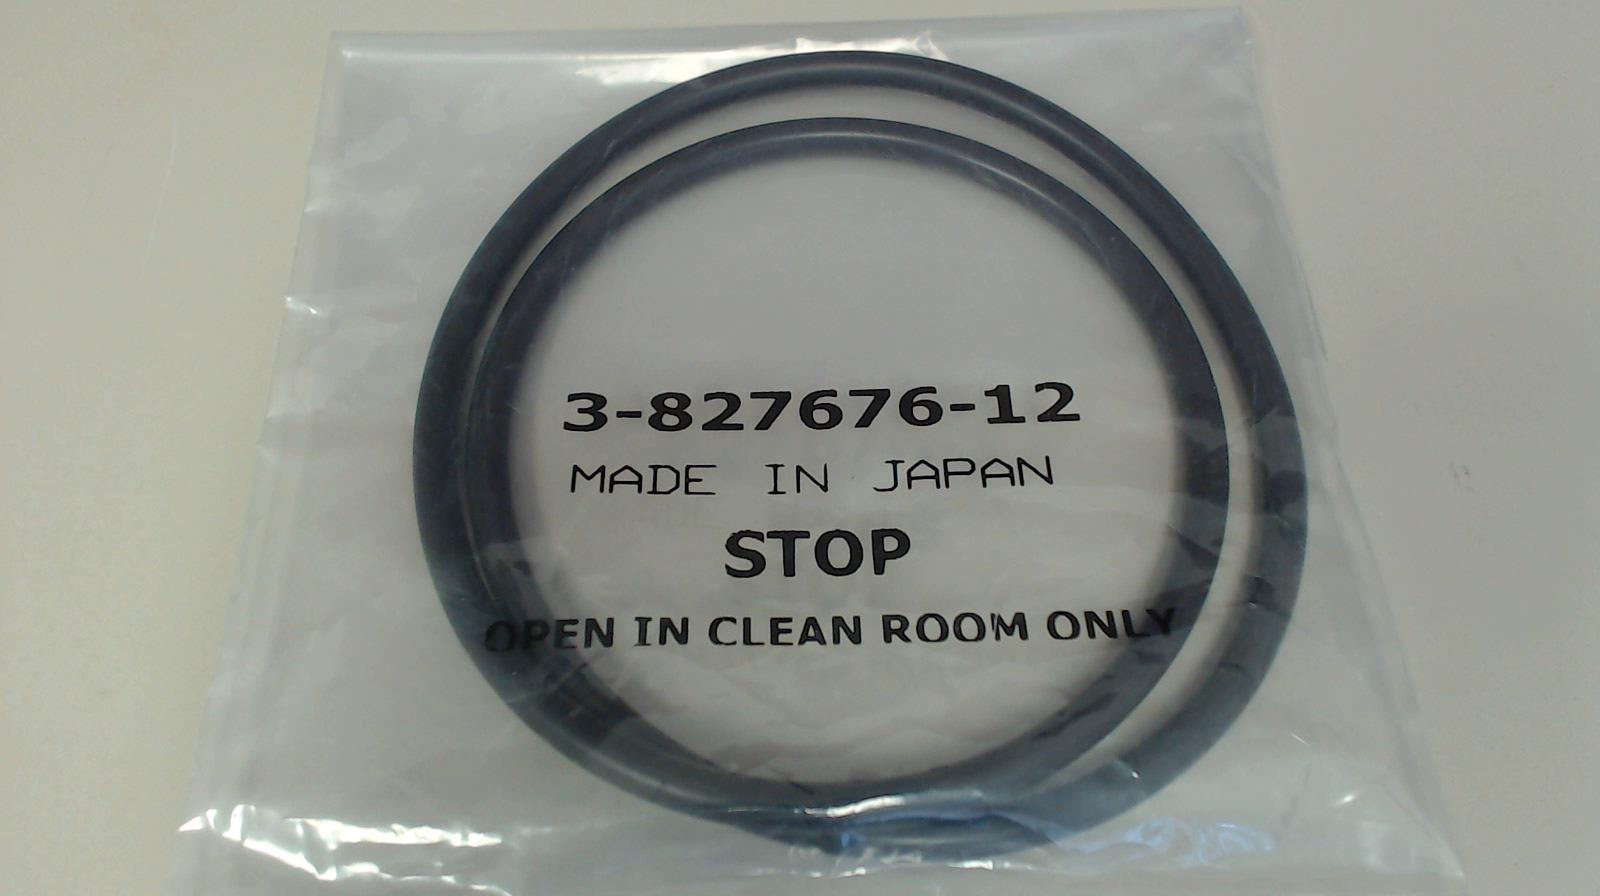 3-827676-12
MADE IN JAPAN
STOP
OPEN IN CLEAN ROOM ONLY